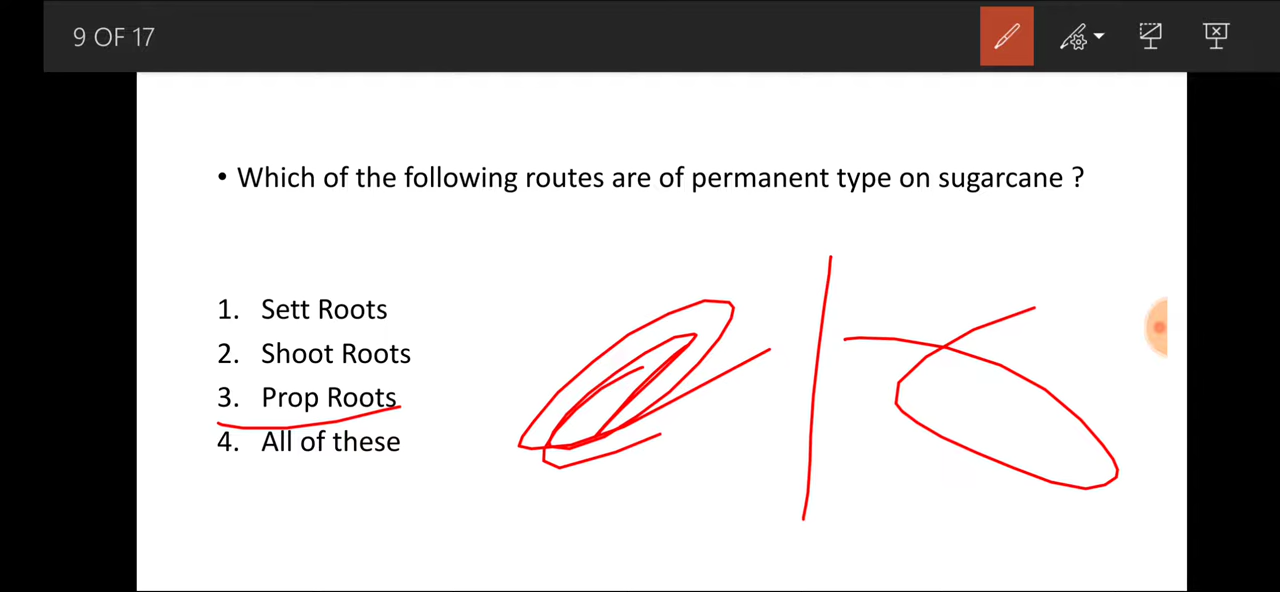 9 OF 17
• Which of the following routes are of permanent type on sugarcane ?
1. Sett Roots
2. Shoot Roots
3. Prop Roots
4. All of these